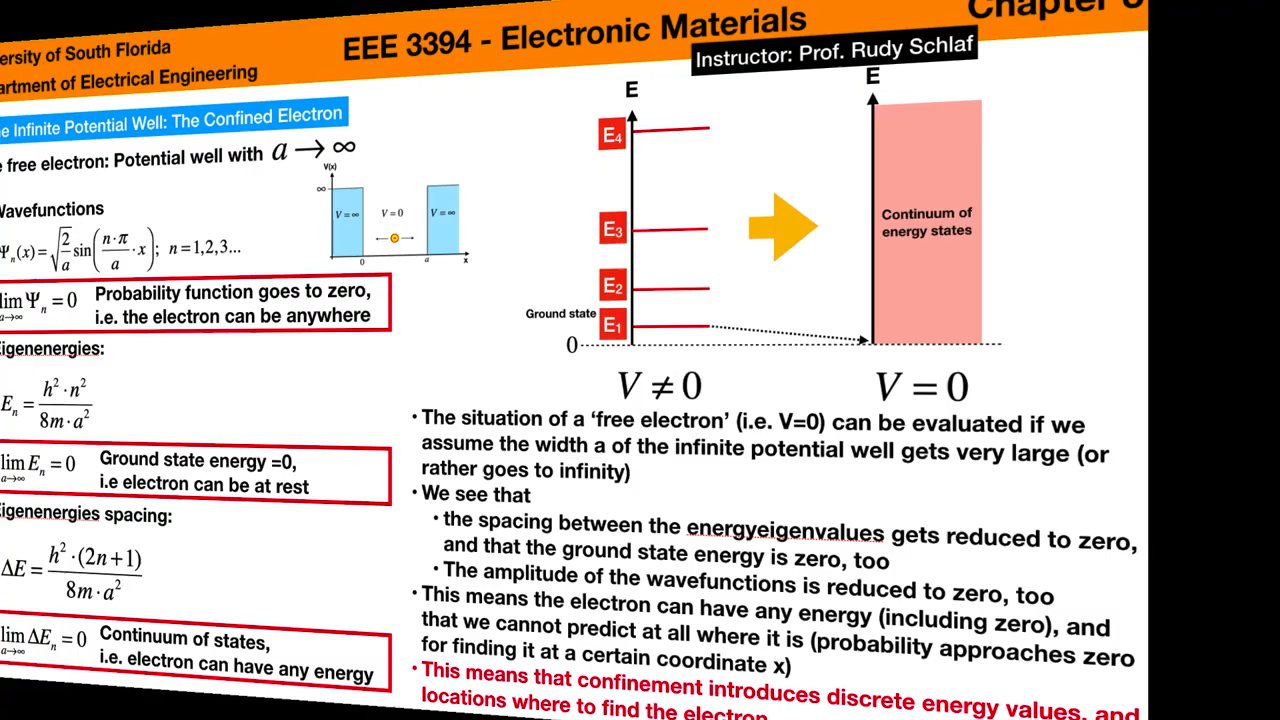 ersity of South Florida
artment of Electrical Engineering
EEE 3394 - Electronic Materials
Chapter
Instructor: Prof. Rudy Schlaf
e Infinite Potential Well: The Confined Electron
e free electron: Potential well with a → ∞
V(x)
∞
V = ∞
V = 0
V = ∞
0
a
x
Wavefunctions
Ψn(x) = √(2/a) sin(n·π/a · x); n = 1,2,3...
lim Ψn = 0
a→∞
Probability function goes to zero,
i.e. the electron can be anywhere
igenenergies:
En = h²·n² / 8m·a²
lim En = 0
a→∞
Ground state energy =0,
i.e electron can be at rest
igenenergies spacing:
ΔE = h²·(2n+1) / 8m·a²
lim ΔEn = 0
a→∞
Continuum of states,
i.e. electron can have any energy
E
E4
E3
E2
Ground state
E1
0
V ≠ 0
E
Continuum of
energy states
V = 0
• The situation of a ‘free electron’ (i.e. V=0) can be evaluated if we
assume the width a of the infinite potential well gets very large (or
rather goes to infinity)
• We see that
• the spacing between the energyeigenvalues gets reduced to zero,
and that the ground state energy is zero, too
• The amplitude of the wavefunctions is reduced to zero, too
• This means the electron can have any energy (including zero), and
that we cannot predict at all where it is (probability approaches zero
for finding it at a certain coordinate x)
• This means that confinement introduces discrete energy values, and
locations where to find the electron